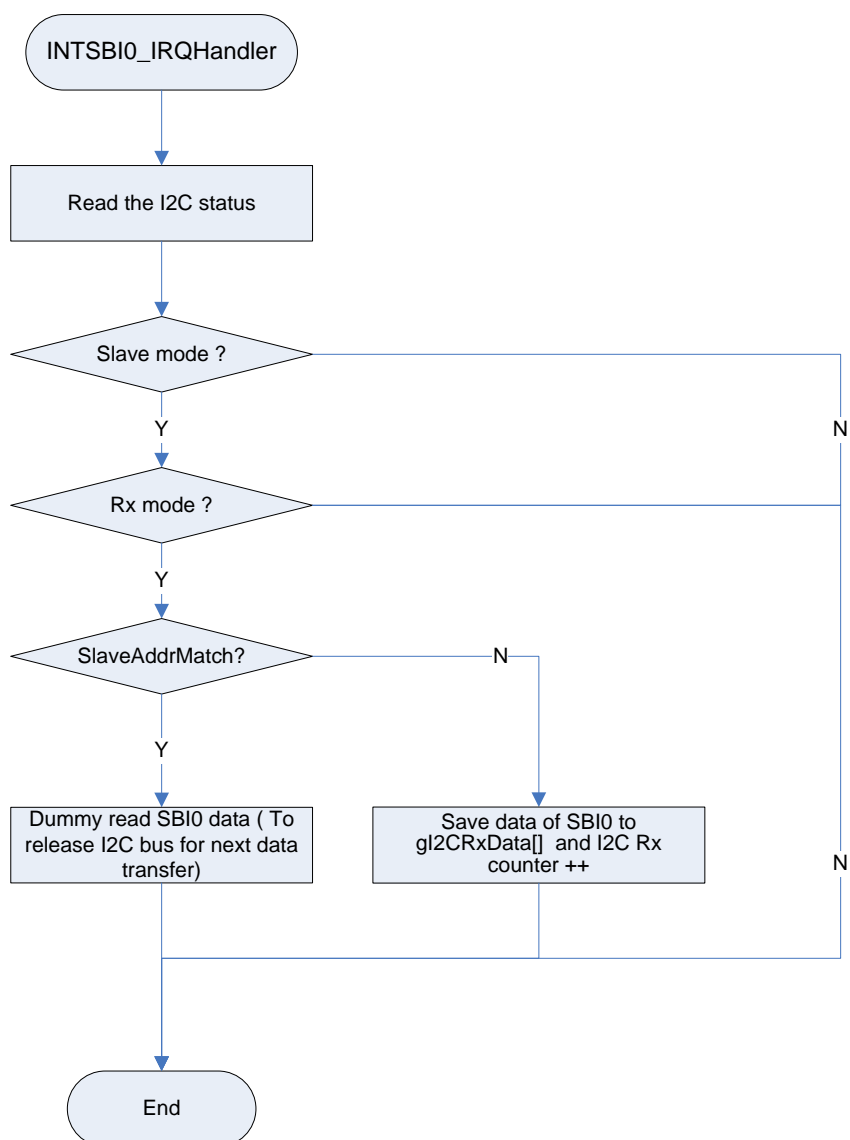 INTSBI0_IRQHandler
Read the I2C status
Slave mode ?
Y
N
Rx mode ?
Y
SlaveAddrMatch?
N
Y
Dummy read SBI0 data ( To
release I2C bus for next data
transfer)
Save data of SBI0 to
gI2CRxData[]  and I2C Rx
counter ++
N
End